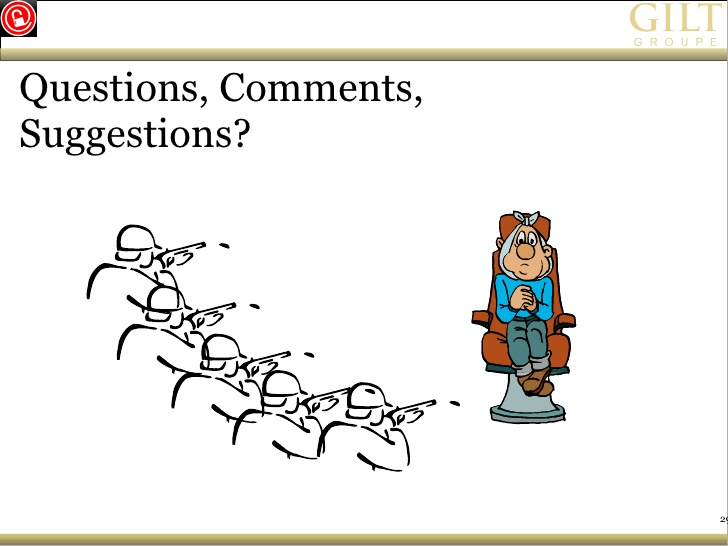 GILT
GROUPE
Questions, Comments,
Suggestions?